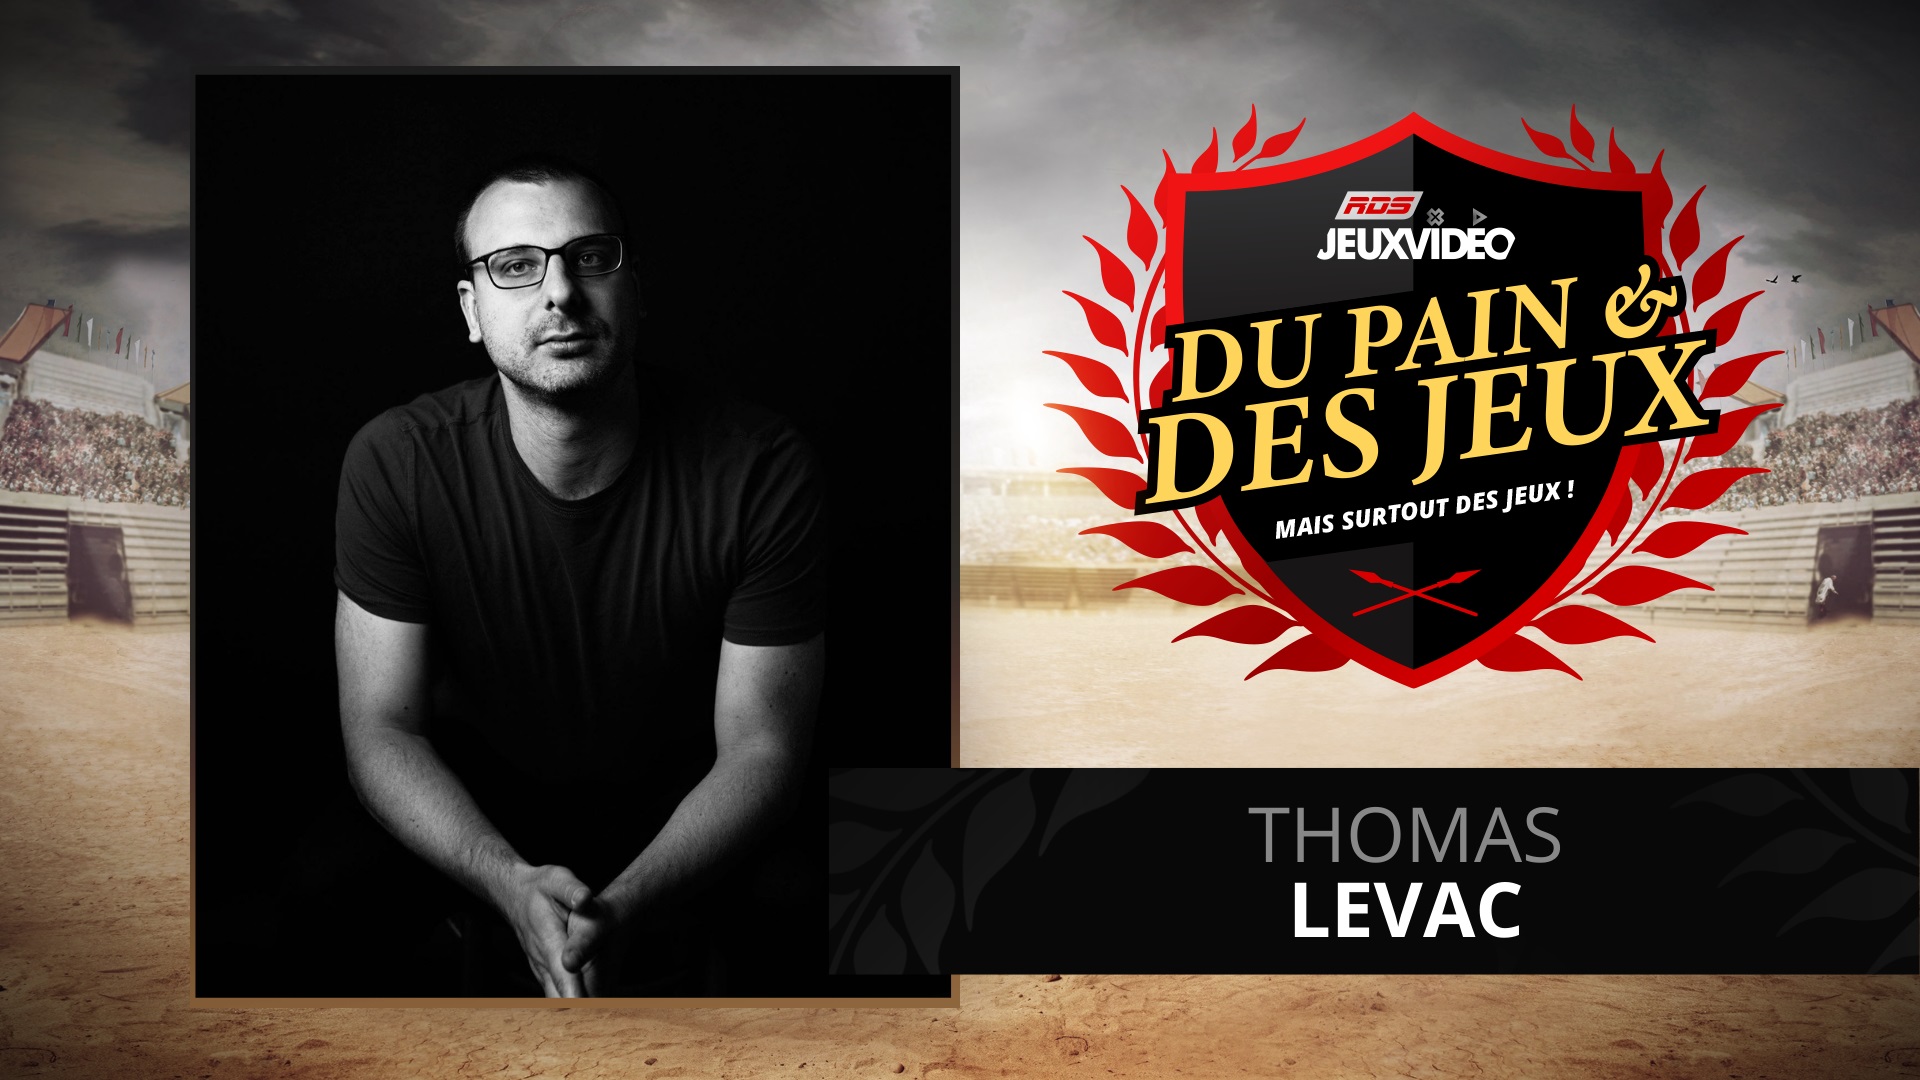 RDS
JEUXVIDEO
DU PAIN &
DES JEUX
MAIS SURTOUT DES JEUX !
THOMAS
LEVAC